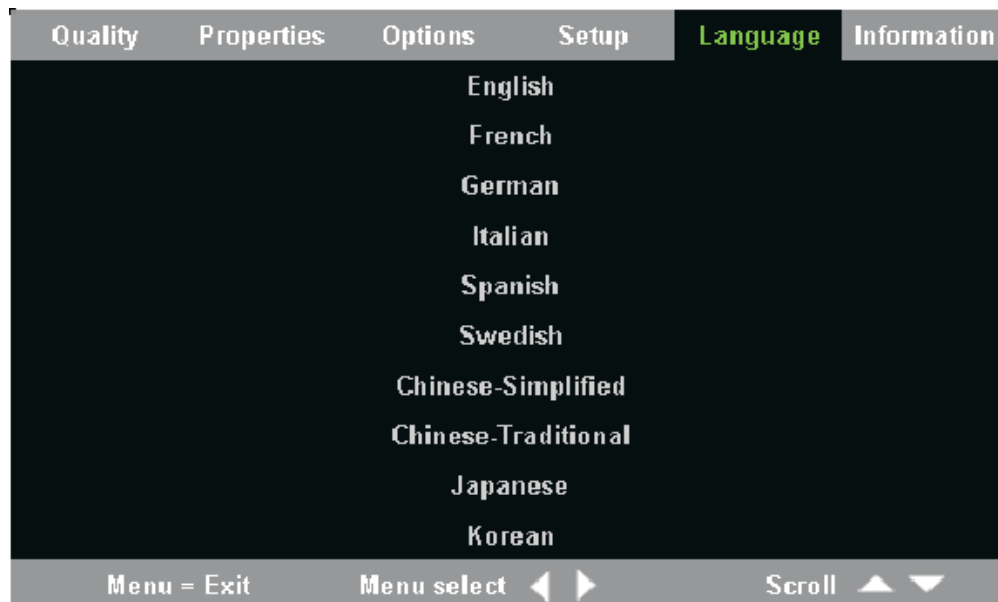 Quality Properties Options Setup Language Information
English
French
German
Italian
Spanish
Swedish
Chinese-Simplified
Chinese-Traditional
Japanese
Korean
Menu = Exit Menu select Scroll